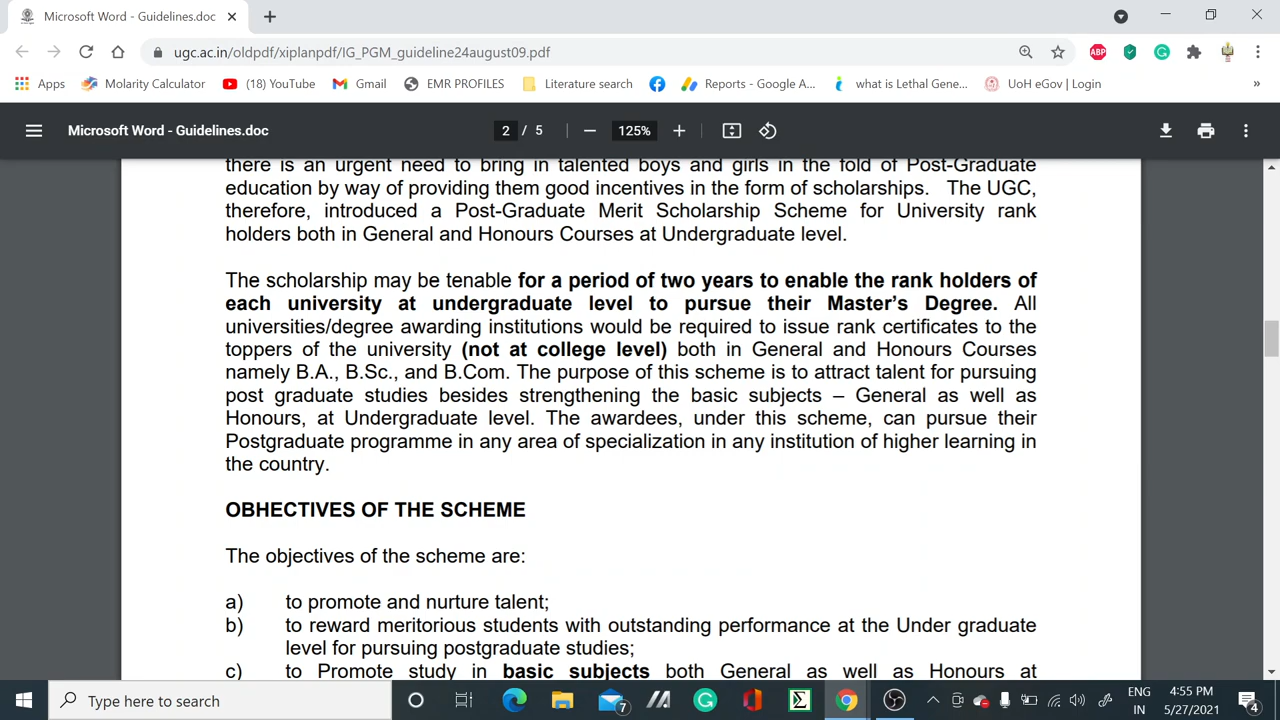 Microsoft Word - Guidelines.doc
ugc.ac.in/oldpdf/xiplanpdf/IG_PGM_guideline24august09.pdf
ABP
Apps Molarity Calculator (18) YouTube Gmail EMR PROFILES Literature search Reports - Google A... what is Lethal Gene... UoH eGov | Login »
Microsoft Word - Guidelines.doc 2 / 5 125%
there is an urgent need to bring in talented boys and girls in the fold of Post-Graduate
education by way of providing them good incentives in the form of scholarships. The UGC,
therefore, introduced a Post-Graduate Merit Scholarship Scheme for University rank
holders both in General and Honours Courses at Undergraduate level.
The scholarship may be tenable for a period of two years to enable the rank holders of
each university at undergraduate level to pursue their Master's Degree. All
universities/degree awarding institutions would be required to issue rank certificates to the
toppers of the university (not at college level) both in General and Honours Courses
namely B.A., B.Sc., and B.Com. The purpose of this scheme is to attract talent for pursuing
post graduate studies besides strengthening the basic subjects – General as well as
Honours, at Undergraduate level. The awardees, under this scheme, can pursue their
Postgraduate programme in any area of specialization in any institution of higher learning in
the country.
OBHECTIVES OF THE SCHEME
The objectives of the scheme are:
a) to promote and nurture talent;
b) to reward meritorious students with outstanding performance at the Under graduate
level for pursuing postgraduate studies;
c) to Promote study in basic subjects both General as well as Honours at
Type here to search 7 ENG 4:55 PM
IN 5/27/2021 4